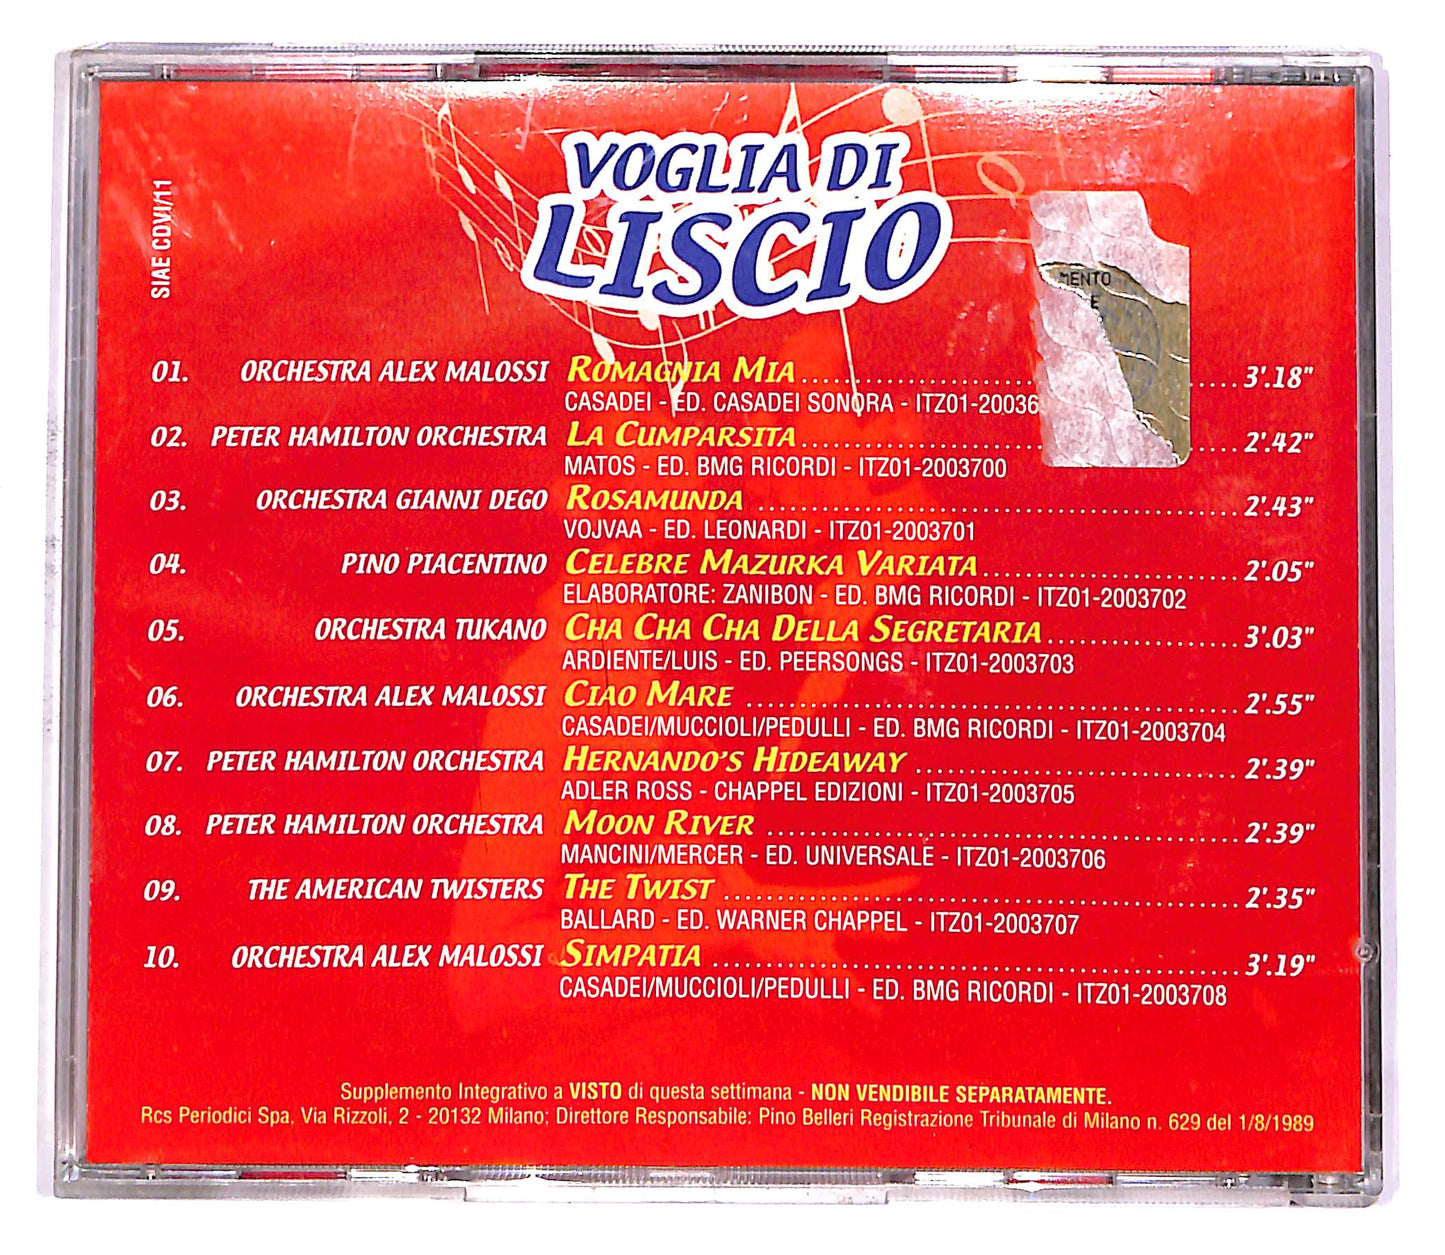 VOGLIA DI
LISCIO
SIAE CDVI/11
MENTO
E
01. ORCHESTRA ALEX MALOSSI ROMAGNIA MIA 3'.18"
CASADEI - ED. CASADEI SONORA - ITZ01-20036
02. PETER HAMILTON ORCHESTRA LA CUMPARSITA 2'.42"
MATOS - ED. BMG RICORDI - ITZ01-2003700
03. ORCHESTRA GIANNI DEGO ROSAMUNDA 2'.43"
VOJVAA - ED. LEONARDI - ITZ01-2003701
04. PINO PIACENTINO CELEBRE MAZURKA VARIATA 2'.05"
ELABORATORE: ZANIBON - ED. BMG RICORDI - ITZ01-2003702
05. ORCHESTRA TUKANO CHA CHA CHA DELLA SEGRETARIA 3'.03"
ARDIENTE/LUIS - ED. PEERSONGS - ITZ01-2003703
06. ORCHESTRA ALEX MALOSSI CIAO MARE 2'.55"
CASADEI/MUCCIOLI/PEDULLI - ED. BMG RICORDI - ITZ01-2003704
07. PETER HAMILTON ORCHESTRA HERNANDO'S HIDEAWAY 2'.39"
ADLER ROSS - CHAPPEL EDIZIONI - ITZ01-2003705
08. PETER HAMILTON ORCHESTRA MOON RIVER 2'.39"
MANCINI/MERCER - ED. UNIVERSALE - ITZ01-2003706
09. THE AMERICAN TWISTERS THE TWIST 2'.35"
BALLARD - ED. WARNER CHAPPEL - ITZ01-2003707
10. ORCHESTRA ALEX MALOSSI SIMPATIA 3'.19"
CASADEI/MUCCIOLI/PEDULLI - ED. BMG RICORDI - ITZ01-2003708
Supplemento Integrativo a VISTO di questa settimana - NON VENDIBILE SEPARATAMENTE.
Rcs Periodici Spa, Via Rizzoli, 2 - 20132 Milano; Direttore Responsabile: Pino Belleri Registrazione Tribunale di Milano n. 629 del 1/8/1989